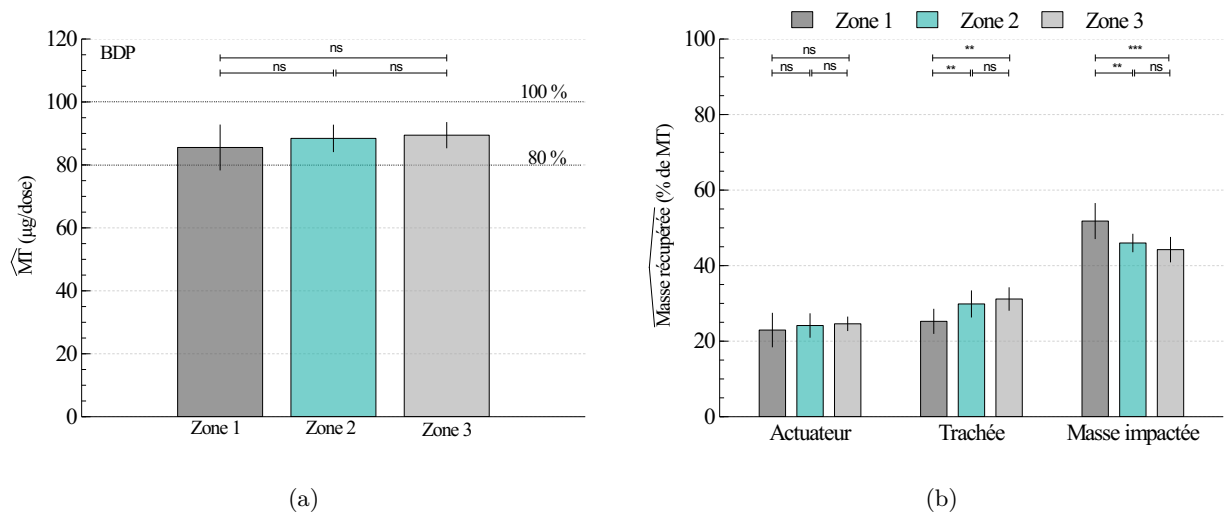 120
100
80
60
40
20
0
M͡T (μg/dose)
BDP
ns
ns
ns
100 %
80 %
Zone 1
Zone 2
Zone 3
(a)
Zone 1
Zone 2
Zone 3
100
80
60
40
20
0
Masse récupérée (% de MT)
ns
ns
ns
**
**
ns
***
**
ns
Actuateur
Trachée
Masse impactée
(b)